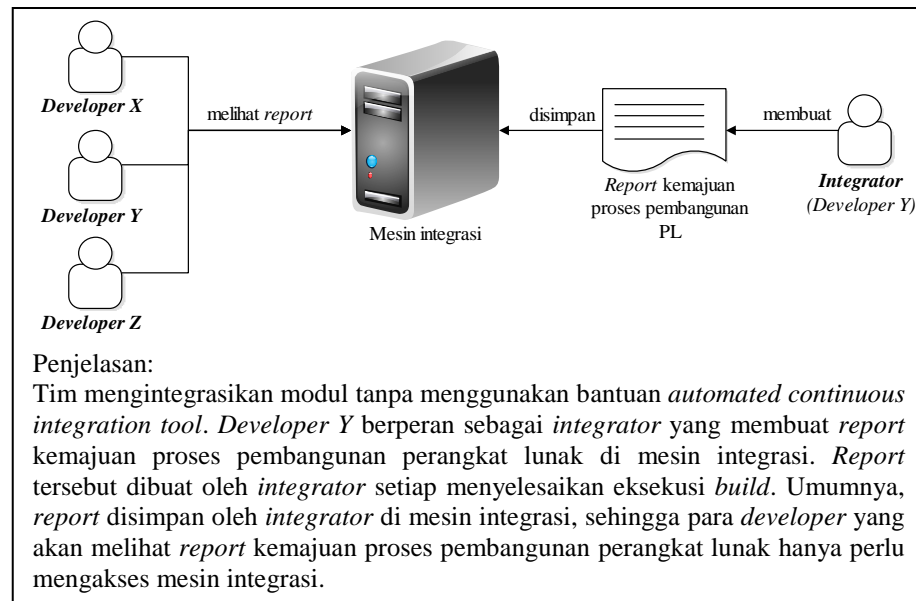 Developer X
Developer Y
Developer Z
melihat report
Mesin integrasi
disimpan
Report kemajuan
proses pembangunan
PL
membuat
Integrator
(Developer Y)
Penjelasan:
Tim mengintegrasikan modul tanpa menggunakan bantuan automated continuous
integration tool. Developer Y berperan sebagai integrator yang membuat report
kemajuan proses pembangunan perangkat lunak di mesin integrasi. Report
tersebut dibuat oleh integrator setiap menyelesaikan eksekusi build. Umumnya,
report disimpan oleh integrator di mesin integrasi, sehingga para developer yang
akan melihat report kemajuan proses pembangunan perangkat lunak hanya perlu
mengakses mesin integrasi.